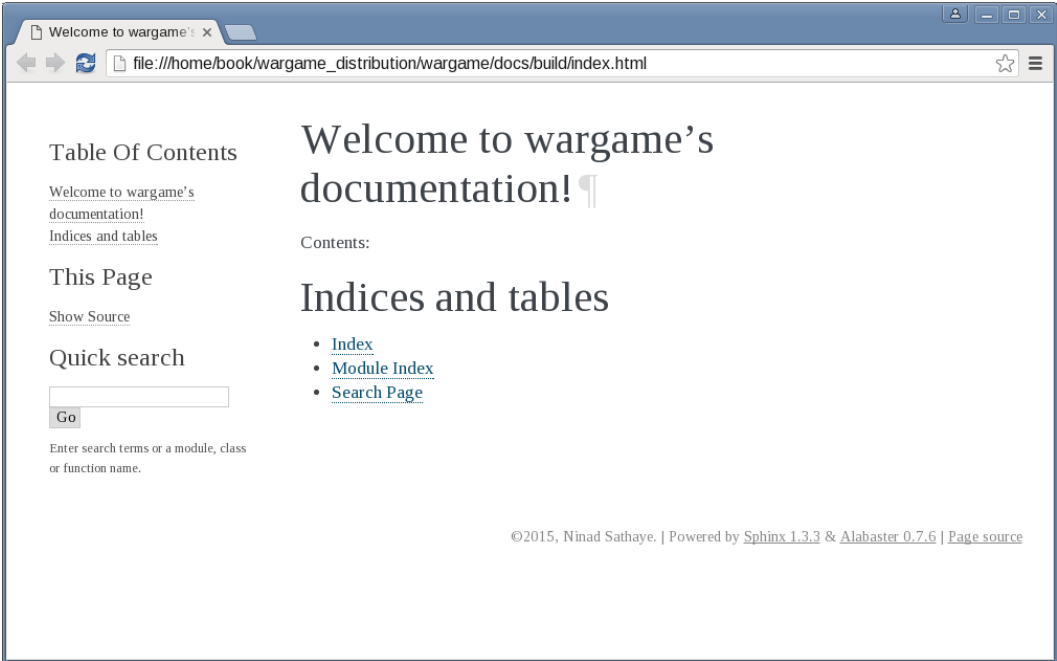 Welcome to wargame's
file:///home/book/wargame_distribution/wargame/docs/build/index.html
Table Of Contents
Welcome to wargame’s
documentation!
Indices and tables
This Page
Show Source
Quick search
Go
Enter search terms or a module, class
or function name.
Welcome to wargame’s
documentation!¶
Contents:
Indices and tables
• Index
• Module Index
• Search Page
©2015, Ninad Sathaye. | Powered by Sphinx 1.3.3 & Alabaster 0.7.6 | Page source